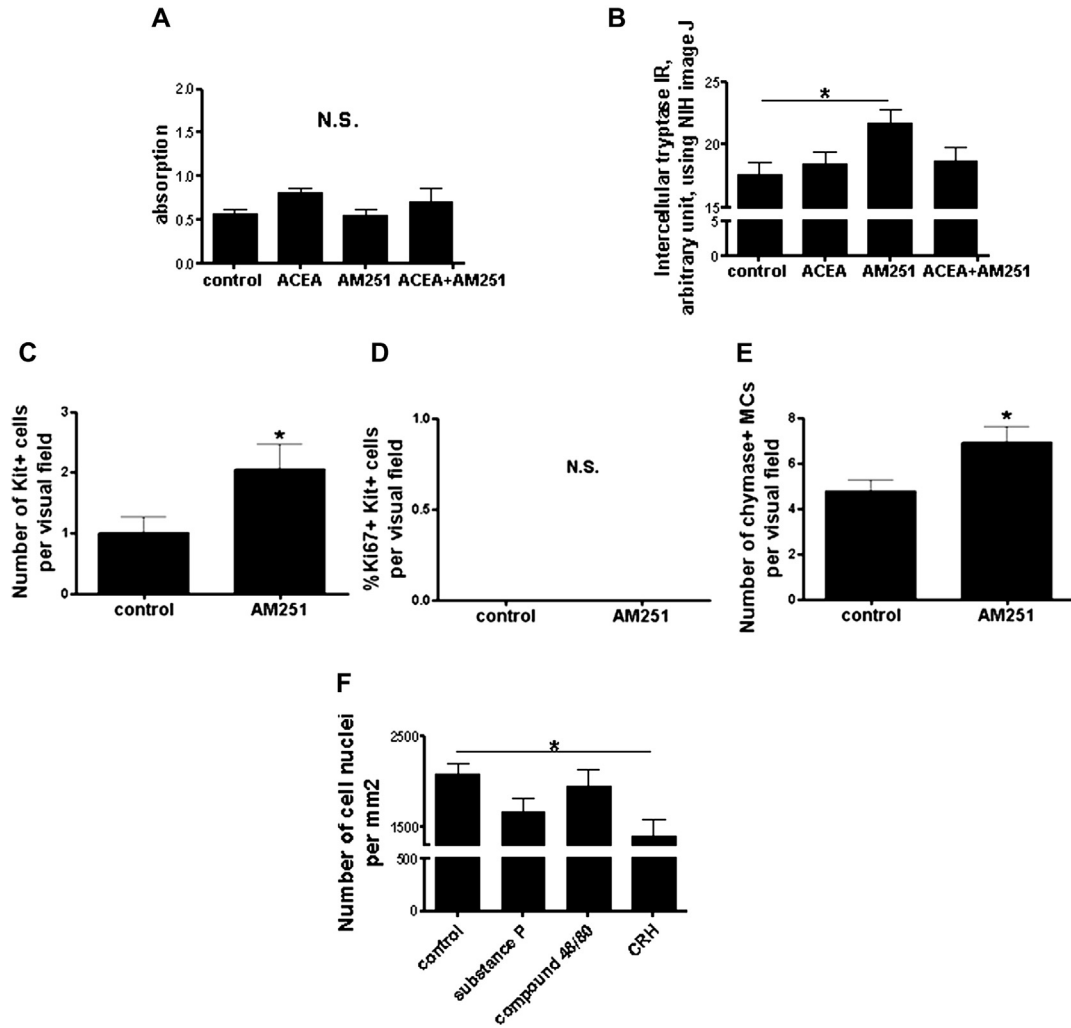 A
absorption
2.0
1.5
1.0
0.5
0.0
N.S.
control ACEA AM251 ACEA+AM251
B
Intercellular tryptase IR,
arbitrary unit, using NIH image J
25
20
15
5
0
*
control ACEA AM251 ACEA+AM251
C
Number of Kit+ cells
per visual field
3
2
1
0
*
control AM251
D
%Ki67+ Kit+ cells
per visual field
1.0
0.5
0.0
N.S.
control AM251
E
Number of chymase+ MCs
per visual field
8
6
4
2
0
*
control AM251
F
Number of cell nuclei
per mm2
2500
1500
500
0
*
control
substance P
compound 48/80
CRH